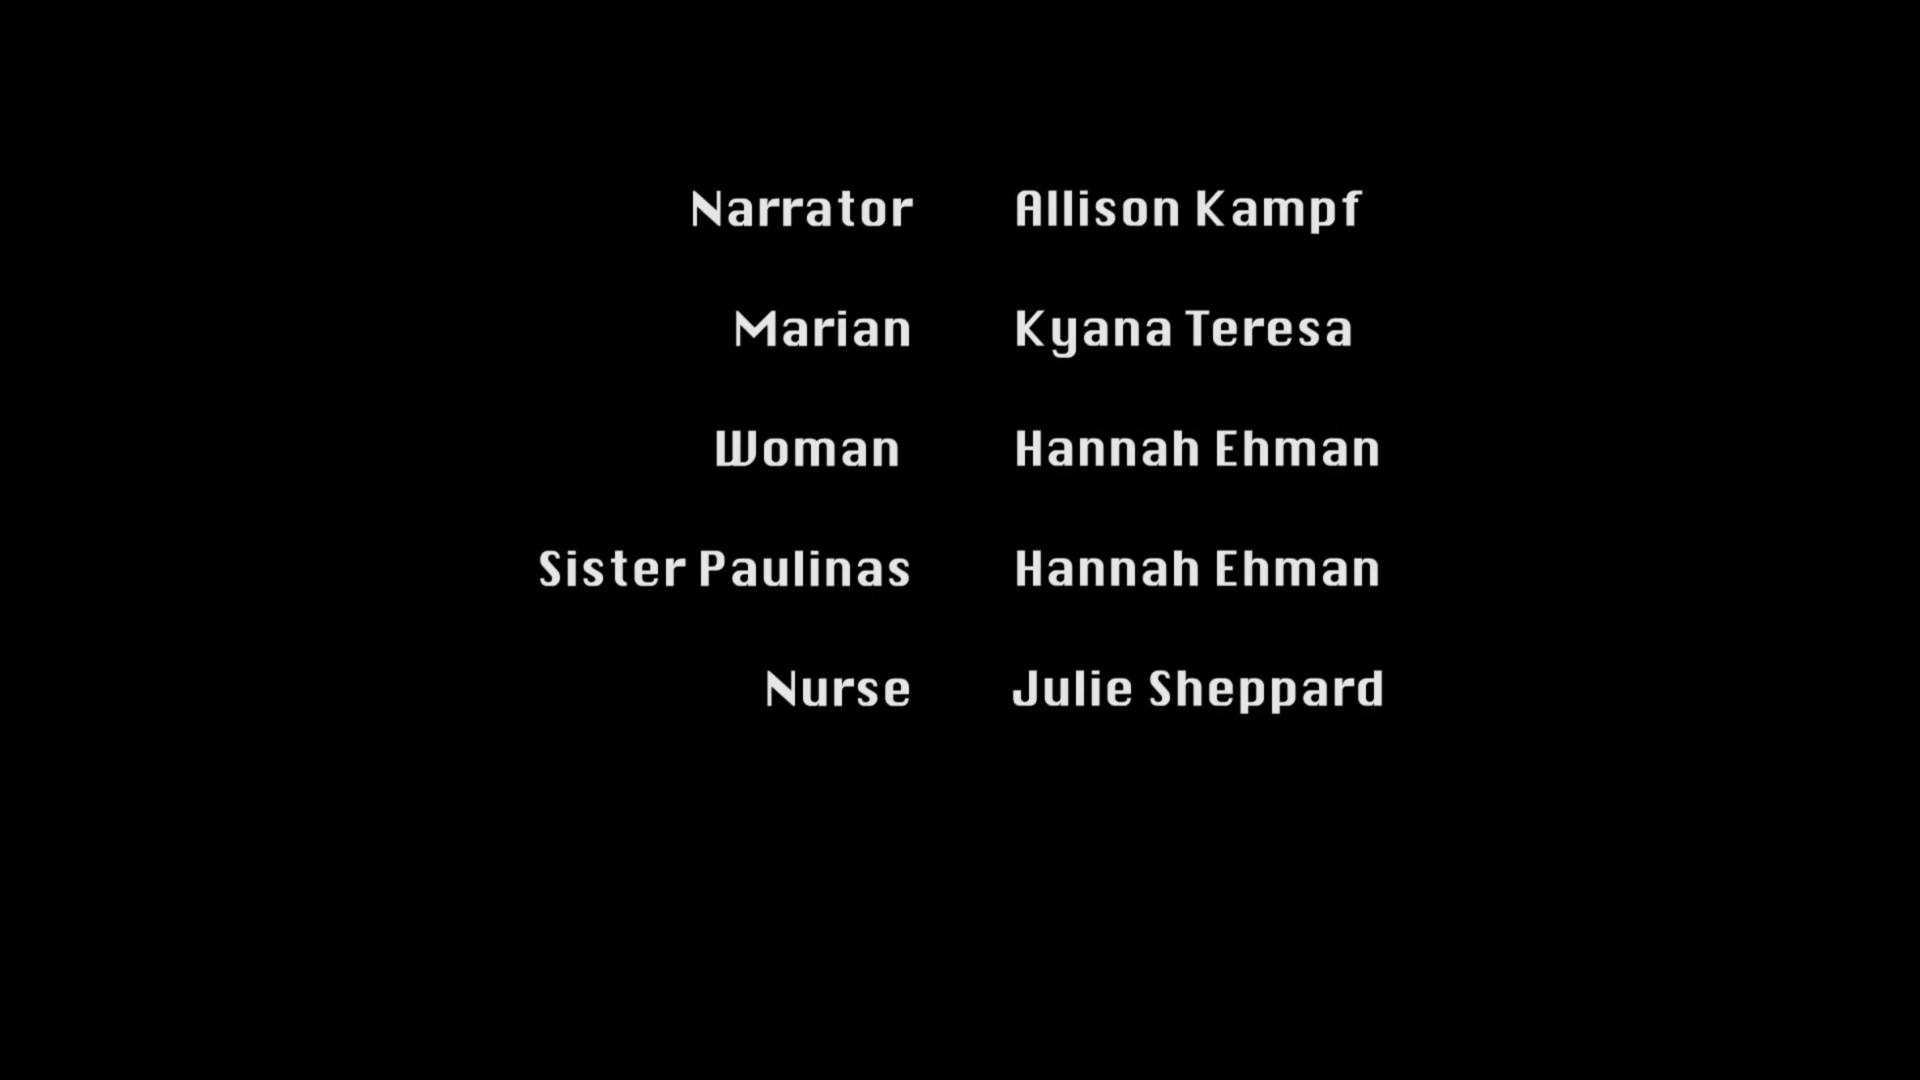 Narrator Allison Kampf
Marian Kyana Teresa
Woman Hannah Ehman
Sister Paulinas Hannah Ehman
Nurse Julie Sheppard